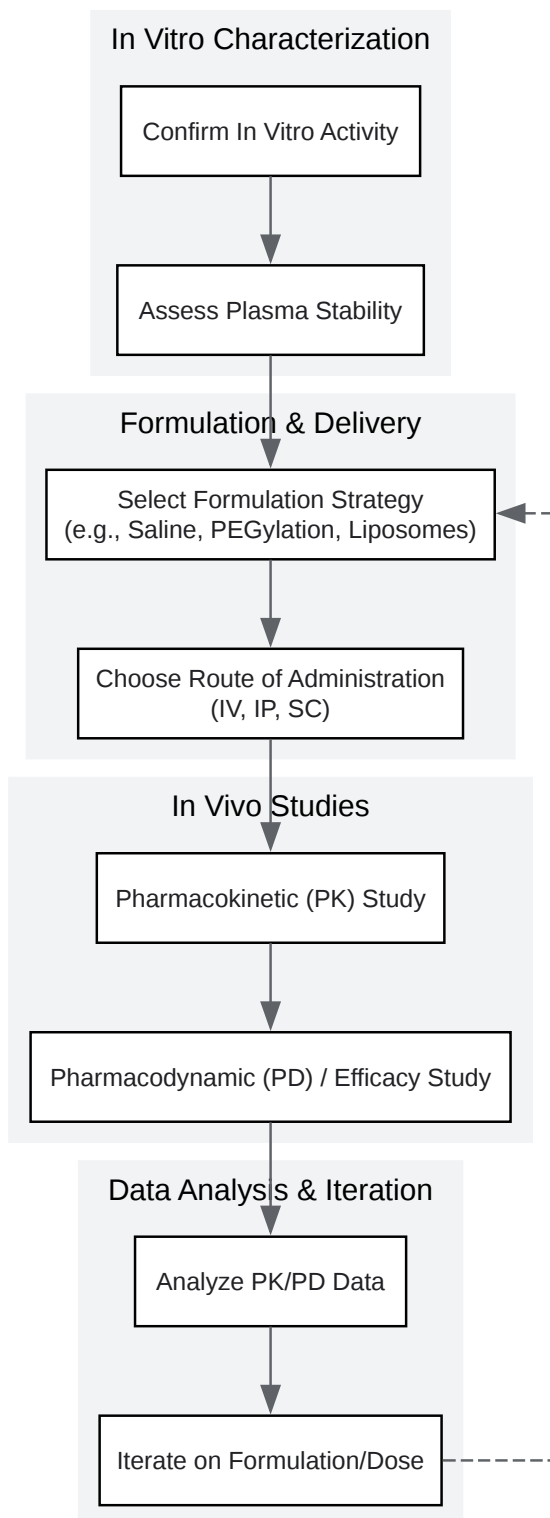 In Vitro Characterization
Confirm In Vitro Activity
Assess Plasma Stability
Formulation & Delivery
Select Formulation Strategy
(e.g., Saline, PEGylation, Liposomes)
Choose Route of Administration
(IV, IP, SC)
In Vivo Studies
Pharmacokinetic (PK) Study
Pharmacodynamic (PD) / Efficacy Study
Data Analysis & Iteration
Analyze PK/PD Data
Iterate on Formulation/Dose